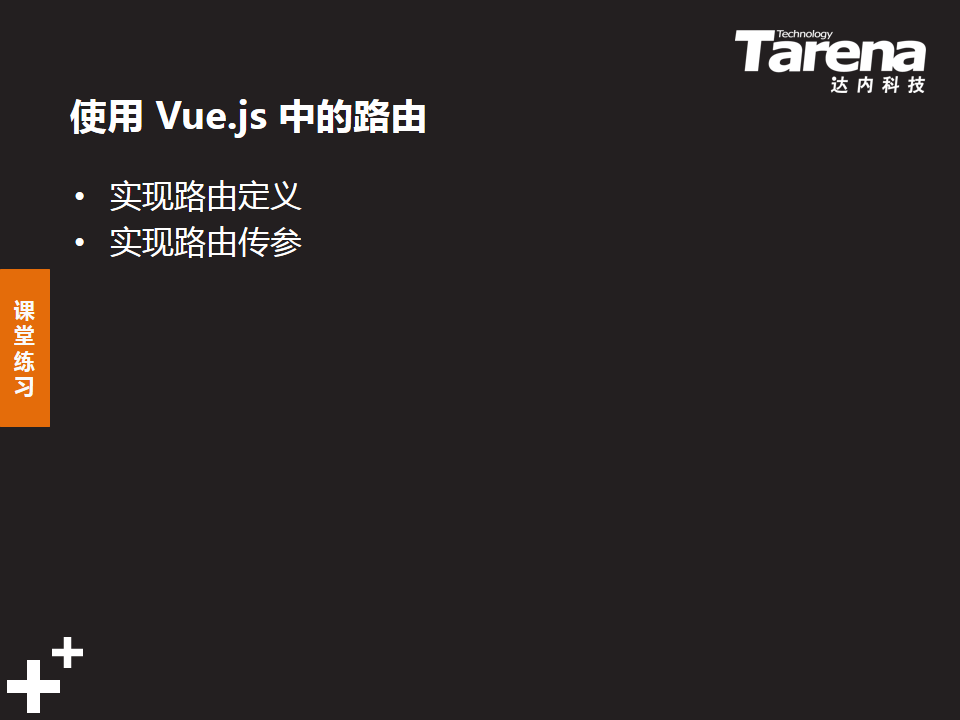 Technology
Tarena
达内科技
使用 Vue.js 中的路由
• 实现路由定义
• 实现路由传参
课
堂
练
习